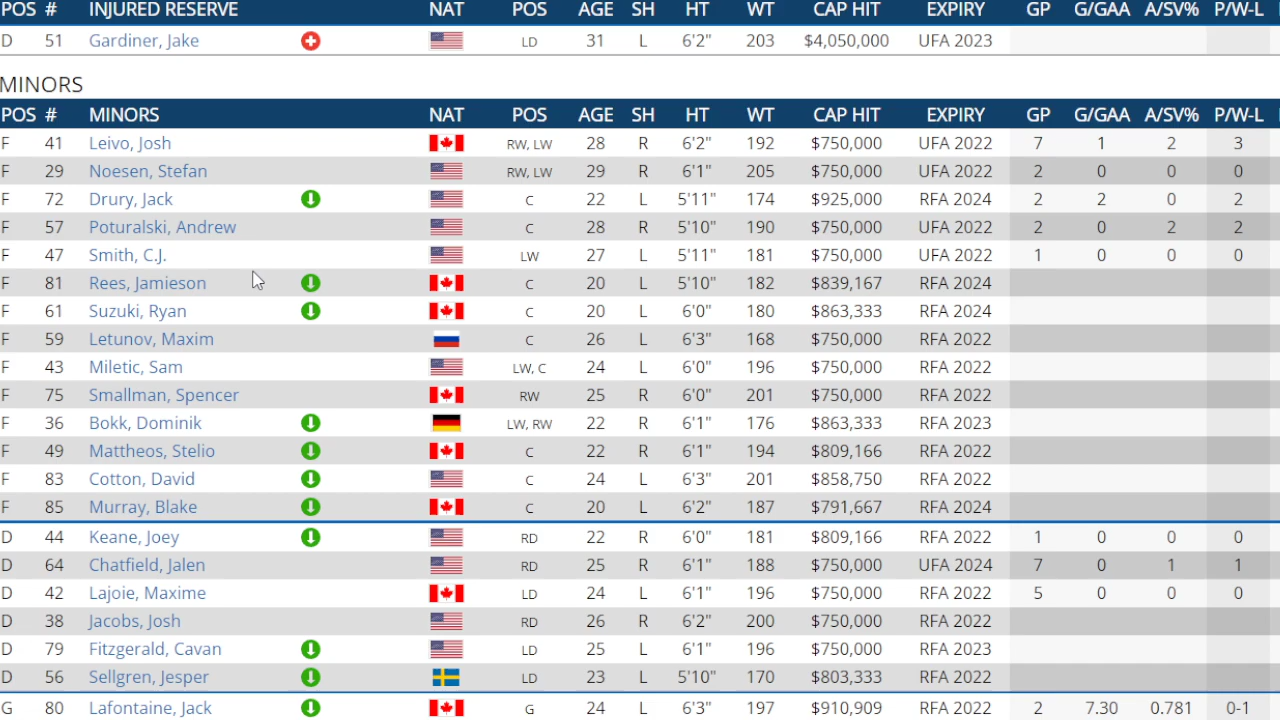 POS # INJURED RESERVE NAT POS AGE SH HT WT CAP HIT EXPIRY GP G/GAA A/SV% P/W-L
D 51 Gardiner, Jake LD 31 L 6'2" 203 $4,050,000 UFA 2023
MINORS
POS # MINORS NAT POS AGE SH HT WT CAP HIT EXPIRY GP G/GAA A/SV% P/W-L
F 41 Leivo, Josh RW, LW 28 R 6'2" 192 $750,000 UFA 2022 7 1 2 3
F 29 Noesen, Stefan RW, LW 29 R 6'1" 205 $750,000 UFA 2022 2 0 0 0
F 72 Drury, Jack C 22 L 5'11" 174 $925,000 RFA 2024 2 2 0 2
F 57 Poturalski, Andrew C 28 R 5'10" 190 $750,000 UFA 2022 2 0 2 2
F 47 Smith, C.J. LW 27 L 5'11" 181 $750,000 UFA 2022 1 0 0 0
F 81 Rees, Jamieson C 20 L 5'10" 182 $839,167 RFA 2024
F 61 Suzuki, Ryan C 20 L 6'0" 180 $863,333 RFA 2024
F 59 Letunov, Maxim C 26 L 6'3" 168 $750,000 RFA 2022
F 43 Miletic, Sam LW, C 24 L 6'0" 196 $750,000 RFA 2022
F 75 Smallman, Spencer RW 25 R 6'0" 201 $750,000 RFA 2022
F 36 Bokk, Dominik LW, RW 22 R 6'1" 176 $863,333 RFA 2023
F 49 Mattheos, Stelio C 22 R 6'1" 194 $809,166 RFA 2022
F 83 Cotton, David C 24 L 6'3" 201 $858,750 RFA 2022
F 85 Murray, Blake C 20 L 6'2" 187 $791,667 RFA 2024
D 44 Keane, Joey RD 22 R 6'0" 181 $809,166 RFA 2022 1 0 0 0
D 64 Chatfield, Jalen RD 25 R 6'1" 188 $750,000 UFA 2024 7 0 1 1
D 42 Lajoie, Maxime LD 24 L 6'1" 196 $750,000 RFA 2022 5 0 0 0
D 38 Jacobs, Josh RD 26 R 6'2" 200 $750,000 RFA 2022
D 79 Fitzgerald, Cavan LD 25 L 6'1" 196 $750,000 RFA 2023
D 56 Sellgren, Jesper LD 23 L 5'10" 170 $803,333 RFA 2022
G 80 Lafontaine, Jack G 24 L 6'3" 197 $910,909 RFA 2022 2 7.30 0.781 0-1